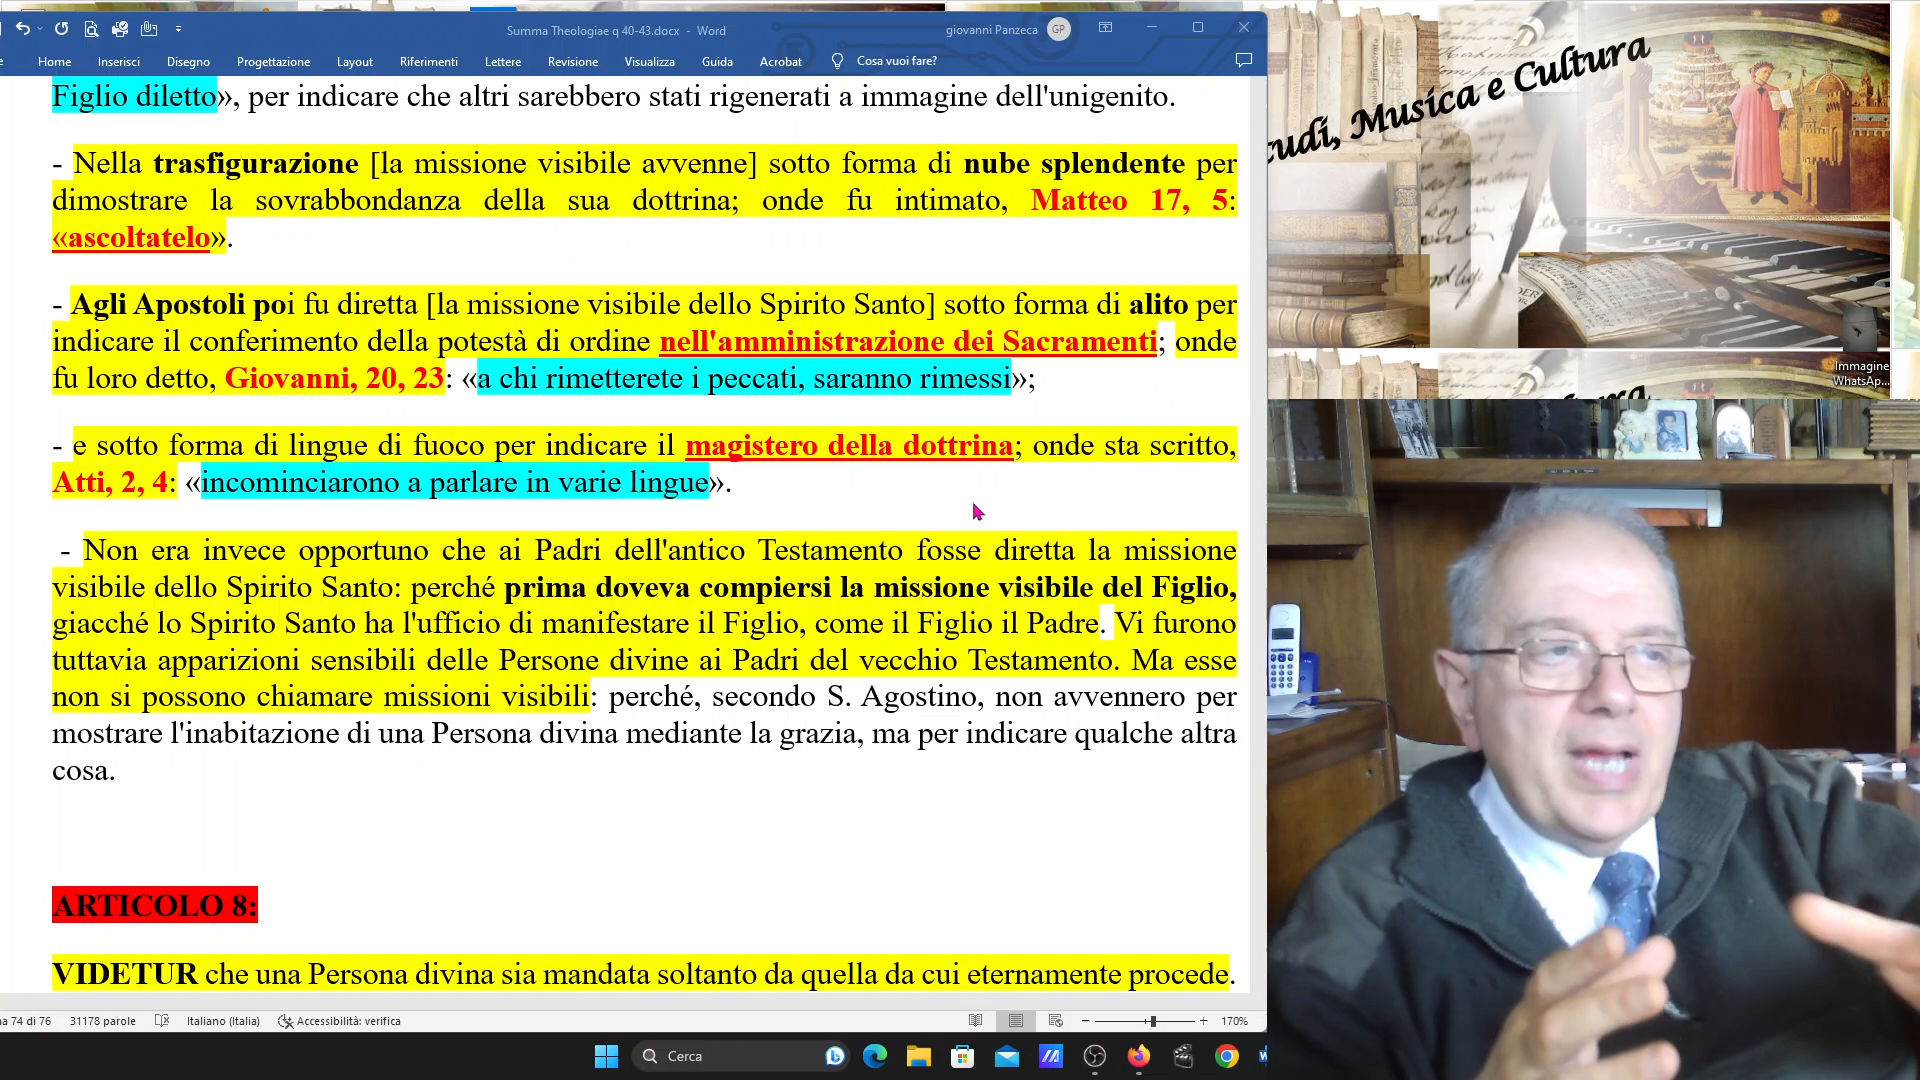 Summa Theologiae q 40-43.docx - Word
giovanni Panzeca
GP
Home Inserisci Disegno Progettazione Layout Riferimenti Lettere Revisione Visualizza Guida Acrobat Cosa vuoi fare?
Figlio diletto», per indicare che altri sarebbero stati rigenerati a immagine dell'unigenito.
- Nella trasfigurazione [la missione visibile avvenne] sotto forma di nube splendente per
dimostrare la sovrabbondanza della sua dottrina; onde fu intimato, Matteo 17, 5:
«ascoltatelo».
- Agli Apostoli poi fu diretta [la missione visibile dello Spirito Santo] sotto forma di alito per
indicare il conferimento della potestà di ordine nell'amministrazione dei Sacramenti; onde
fu loro detto, Giovanni, 20, 23: «a chi rimetterete i peccati, saranno rimessi»;
- e sotto forma di lingue di fuoco per indicare il magistero della dottrina; onde sta scritto,
Atti, 2, 4: «incominciarono a parlare in varie lingue».
- Non era invece opportuno che ai Padri dell'antico Testamento fosse diretta la missione
visibile dello Spirito Santo: perché prima doveva compiersi la missione visibile del Figlio,
giacché lo Spirito Santo ha l'ufficio di manifestare il Figlio, come il Figlio il Padre. Vi furono
tuttavia apparizioni sensibili delle Persone divine ai Padri del vecchio Testamento. Ma esse
non si possono chiamare missioni visibili: perché, secondo S. Agostino, non avvennero per
mostrare l'inabitazione di una Persona divina mediante la grazia, ma per indicare qualche altra
cosa.
ARTICOLO 8:
VIDETUR che una Persona divina sia mandata soltanto da quella da cui eternamente procede.
74 di 76 31178 parole Italiano (Italia) Accessibilità: verifica 170%
Cerca
Musica e Cultura
Immagine
WhatsAp...